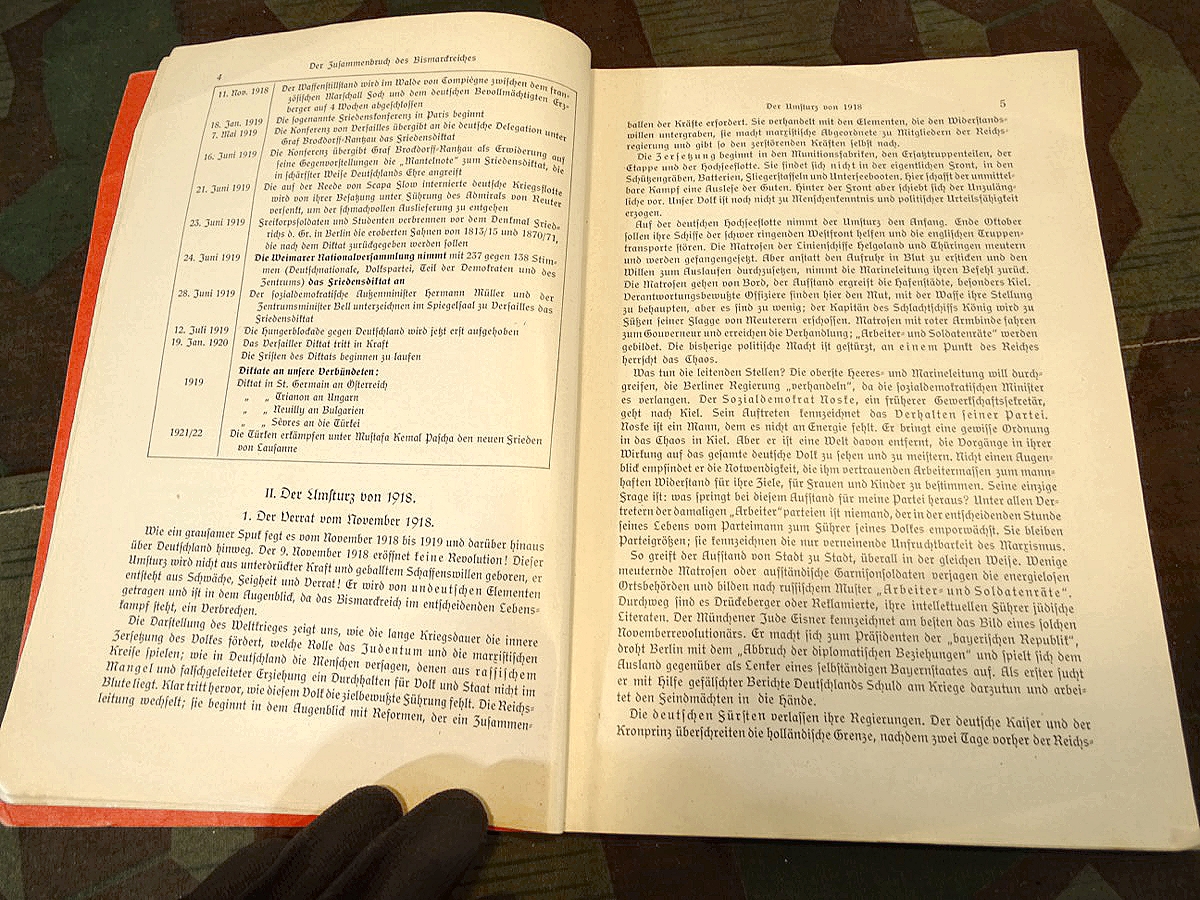 4
Der Zusammenbruch des Bismarckreiches
11. Nov. 1918 Der Waffenstillstand wird im Walde von Compiègne zwischen dem fran-
zösischen Marschall Foch und dem deutschen Bevollmächtigten Erz-
berger auf 4 Wochen abgeschlossen
18. Jan. 1919 Die sogenannte Friedenskonferenz in Paris beginnt
7. Mai 1919 Die Konferenz von Versailles übergibt an die deutsche Delegation unter
Graf Brockdorff-Rantzau das Friedensdiktat
16. Juni 1919 Die Konferenz übergibt Graf Brockdorff-Rantzau als Erwiderung auf
seine Gegenvorstellungen die „Mantelnote" zum Friedensdiktat, die
in schärfster Weise Deutschlands Ehre angreift
21. Juni 1919 Die auf der Reede von Scapa Flow internierte deutsche Kriegsflotte
wird von ihrer Besatzung unter Führung des Admirals von Reuter
versenkt, um der schmachvollen Auslieferung zu entgehen
23. Juni 1919 Freikorpsoldaten und Studenten verbrennen vor dem Denkmal Fried-
richs d. Gr. in Berlin die eroberten Fahnen von 1813/15 und 1870/71,
die nach dem Diktat zurückgegeben werden sollen
24. Juni 1919 Die Weimarer Nationalversammlung nimmt mit 237 gegen 138 Stim-
men (Deutschnationale, Volkspartei, Teil der Demokraten und des
Zentrums) das Friedensdiktat an
28. Juni 1919 Der sozialdemokratische Außenminister Hermann Müller und der
Zentrumsminister Bell unterzeichnen im Spiegelsaal zu Versailles das
Friedensdiktat
12. Juli 1919 Die Hungerblockade gegen Deutschland wird jetzt erst aufgehoben
19. Jan. 1920 Das Versailler Diktat tritt in Kraft
Die Fristen des Diktats beginnen zu laufen
Diktate an unsere Verbündeten:
1919 Diktat in St. Germain an Österreich
„ „ Trianon an Ungarn
„ „ Neuilly an Bulgarien
„ „ Sèvres an die Türkei
1921/22 Die Türken erkämpfen unter Mustafa Kemal Pascha den neuen Frieden
von Lausanne
II. Der Umsturz von 1918.
1. Der Verrat vom November 1918.
Wie ein grausamer Spuk fegt es vom November 1918 bis 1919 und darüber hinaus
über Deutschland hinweg. Der 9. November 1918 eröffnet keine Revolution! Dieser
Umsturz wird nicht aus unterdrückter Kraft und geballtem Schaffenswillen geboren, er
entsteht aus Schwäche, Feigheit und Verrat! Er wird von undeutschen Elementen
getragen und ist in dem Augenblick, da das Bismarckreich im entscheidenden Lebens-
kampf steht, ein Verbrechen.
Die Darstellung des Weltkrieges zeigt uns, wie die lange Kriegsdauer die innere
Zersetzung des Volkes fördert, welche Rolle das Judentum und die marxistischen
Kreise spielen; wie in Deutschland die Menschen versagen, denen aus rassischem
Mangel und falschgeleiteter Erziehung ein Durchhalten für Volk und Staat nicht im
Blute liegt. Klar tritt hervor, wie diesem Volk die zielbewußte Führung fehlt. Die Reichs-
leitung wechselt; sie beginnt in dem Augenblick mit Reformen, der ein Zusammen-
Der Umsturz von 1918
5
ballen der Kräfte erfordert. Sie verhandelt mit den Elementen, die den Widerstands-
willen untergraben, sie macht marxistische Abgeordnete zu Mitgliedern der Reichs-
regierung und gibt so den zerstörenden Kräften selbst nach.
Die Zersetzung beginnt in den Munitionsfabriken, den Ersatztruppenteilen, der
Etappe und der Hochseeflotte. Sie findet sich nicht in der eigentlichen Front, in den
Schützengräben, Batterien, Fliegerstaffeln und Unterseebooten. Hier schafft der unmittel-
bare Kampf eine Auslese der Guten. Hinter der Front aber schiebt sich der Unzuläng-
liche vor. Unser Volk ist noch nicht zu Menschenkenntnis und politischer Urteilsfähigkeit
erzogen.
Auf der deutschen Hochseeflotte nimmt der Umsturz den Anfang. Ende Oktober
sollen ihre Schiffe der schwer ringenden Westfront helfen und die englischen Truppen-
transporte stören. Die Matrosen der Linienschiffe Helgoland und Thüringen meutern
und werden gefangengesetzt. Aber anstatt den Aufruhr in Blut zu ersticken und den
Willen zum Auslaufen durchzusetzen, nimmt die Marineleitung ihren Befehl zurück.
Die Matrosen gehen von Bord, der Aufstand ergreift die Hafenstädte, besonders Kiel.
Verantwortungsbewußte Offiziere finden hier den Mut, mit der Waffe ihre Stellung
zu behaupten, aber es sind zu wenig; der Kapitän des Schlachtschiffs König wird zu
Füßen seiner Flagge von Meuterern erschossen. Matrosen mit roter Armbinde fahren
zum Gouverneur und erreichen die Verhandlung; „Arbeiter- und Soldatenräte" werden
gebildet. Die bisherige politische Macht ist gestürzt, an einem Punkt des Reiches
herrscht das Chaos.
Was tun die leitenden Stellen? Die oberste Heeres- und Marineleitung will durch-
greifen, die Berliner Regierung „verhandeln", da die sozialdemokratischen Minister
es verlangen. Der Sozialdemokrat Noske, ein früherer Gewerkschaftssekretär,
geht nach Kiel. Sein Auftreten kennzeichnet das Verhalten seiner Partei.
Noske ist ein Mann, dem es nicht an Energie fehlt. Er bringt eine gewisse Ordnung
in das Chaos in Kiel. Aber er ist eine Welt davon entfernt, die Vorgänge in ihrer
Wirkung auf das gesamte deutsche Volk zu sehen und zu meistern. Nicht einen Augen-
blick empfindet er die Notwendigkeit, die ihm vertrauenden Arbeitermassen zum mann-
haften Widerstand für ihre Ziele, für Frauen und Kinder zu bestimmen. Seine einzige
Frage ist: was springt bei diesem Aufstand für meine Partei heraus? Unter allen Ver-
tretern der damaligen „Arbeiter"parteien ist niemand, der in der entscheidenden Stunde
seines Lebens vom Parteimann zum Führer seines Volkes emporwächst. Sie bleiben
Parteigrößen; sie kennzeichnen die nur verneinende Unfruchtbarkeit des Marxismus.
So greift der Aufstand von Stadt zu Stadt, überall in der gleichen Weise. Wenige
meuternde Matrosen oder aufständische Garnisonsoldaten verjagen die energielosen
Ortsbehörden und bilden nach russischem Muster „Arbeiter- und Soldatenräte".
Durchweg sind es Drückeberger oder Reklamierte, ihre intellektuellen Führer jüdische
Literaten. Der Münchener Jude Eisner kennzeichnet am besten das Bild eines solchen
Novemberrevolutionärs. Er macht sich zum Präsidenten der „bayerischen Republik",
droht Berlin mit dem „Abbruch der diplomatischen Beziehungen" und spielt sich dem
Ausland gegenüber als Lenker eines selbständigen Bayernstaates auf. Als erster sucht
er mit Hilfe gefälschter Berichte Deutschlands Schuld am Kriege darzutun und arbei-
tet den Feindmächten in die Hände.
Die deutschen Fürsten verlassen ihre Regierungen. Der deutsche Kaiser und der
Kronprinz überschreiten die holländische Grenze, nachdem zwei Tage vorher der Reichs-